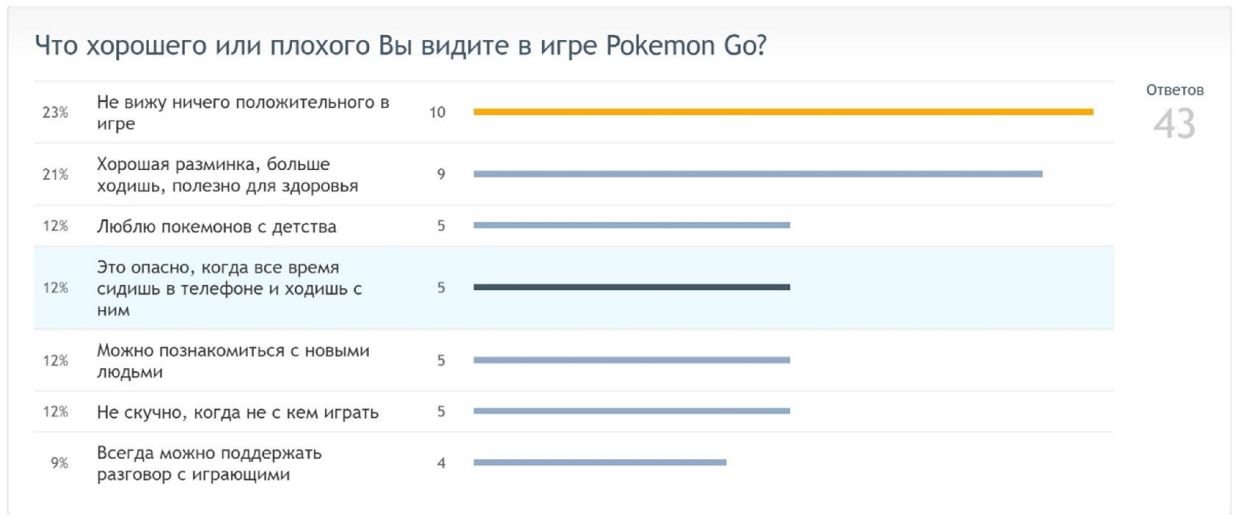 Что хорошего или плохого Вы видите в игре Pokemon Go?
Ответов
43
23% Не вижу ничего положительного в
игре 10
21% Хорошая разминка, больше
ходишь, полезно для здоровья 9
12% Люблю покемонов с детства 5
12% Это опасно, когда все время
сидишь в телефоне и ходишь с
ним 5
12% Можно познакомиться с новыми
людьми 5
12% Не скучно, когда не с кем играть 5
9% Всегда можно поддержать
разговор с играющими 4